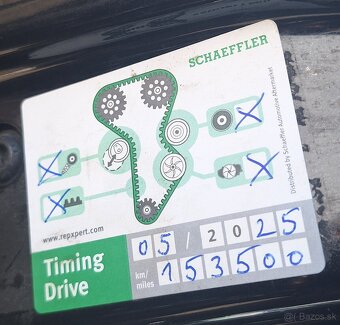 SCHAEFFLER
Distributed by Schaeffler Automotive Aftermarket
www.repxpert.com
Timing
Drive
05/2025
km/
miles
153500
© Bazos.sk